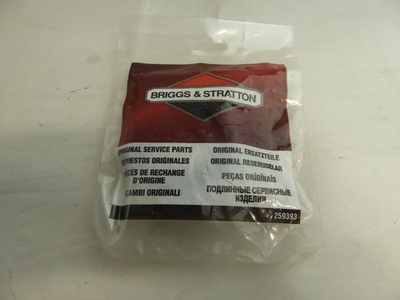 BRIGGS & STRATTON
ORIGINAL SERVICE PARTS
REPUESTOS ORIGINALES
PIÈCES DE RECHANGE
D'ORIGINE
RICAMBI ORIGINALI
ORIGINAL ERSATZTEILE
ORIGINAL RESERVDELAR
PEÇAS ORIGINAIS
ПОДЛИННЫЕ СЕРВИСНЫЕ
ИЗДЕЛИЯ
259393